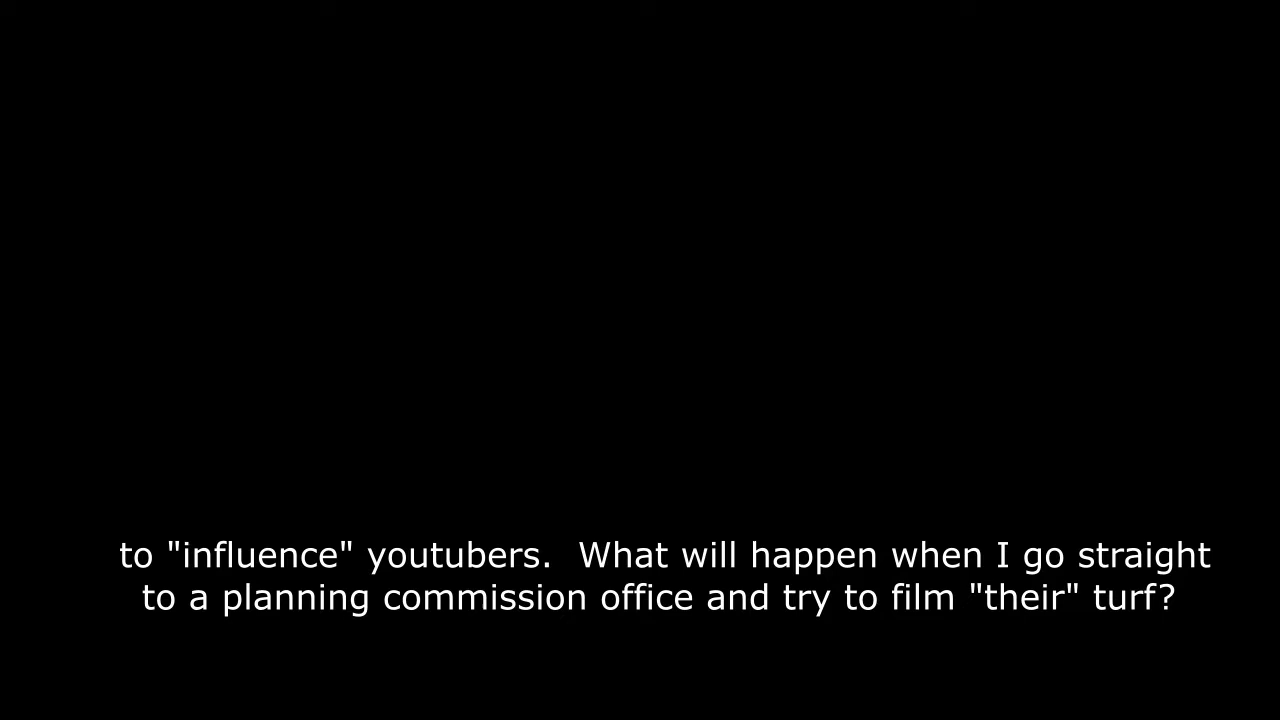 to "influence" youtubers.  What will happen when I go straight
to a planning commission office and try to film "their" turf?